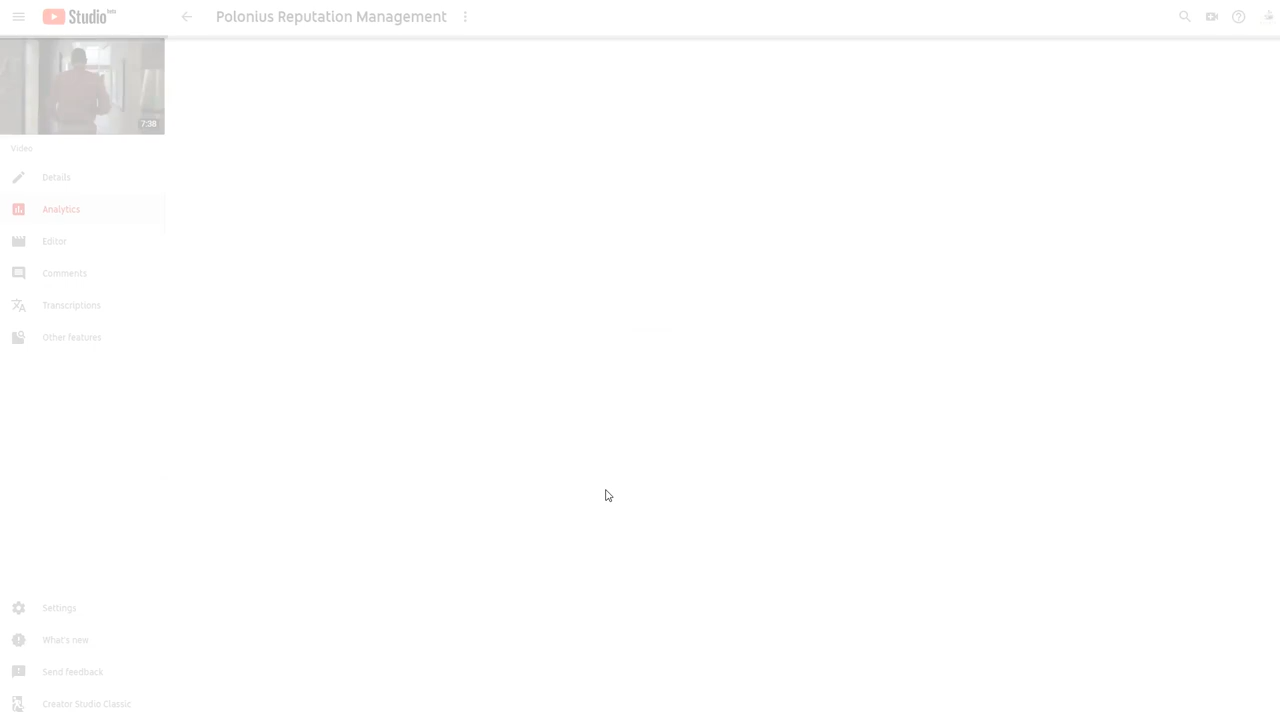 Studio beta
Polonius Reputation Management
7:38
Video
Details
Analytics
Editor
Comments
Transcriptions
Other features
Settings
What's new
Send feedback
Creator Studio Classic